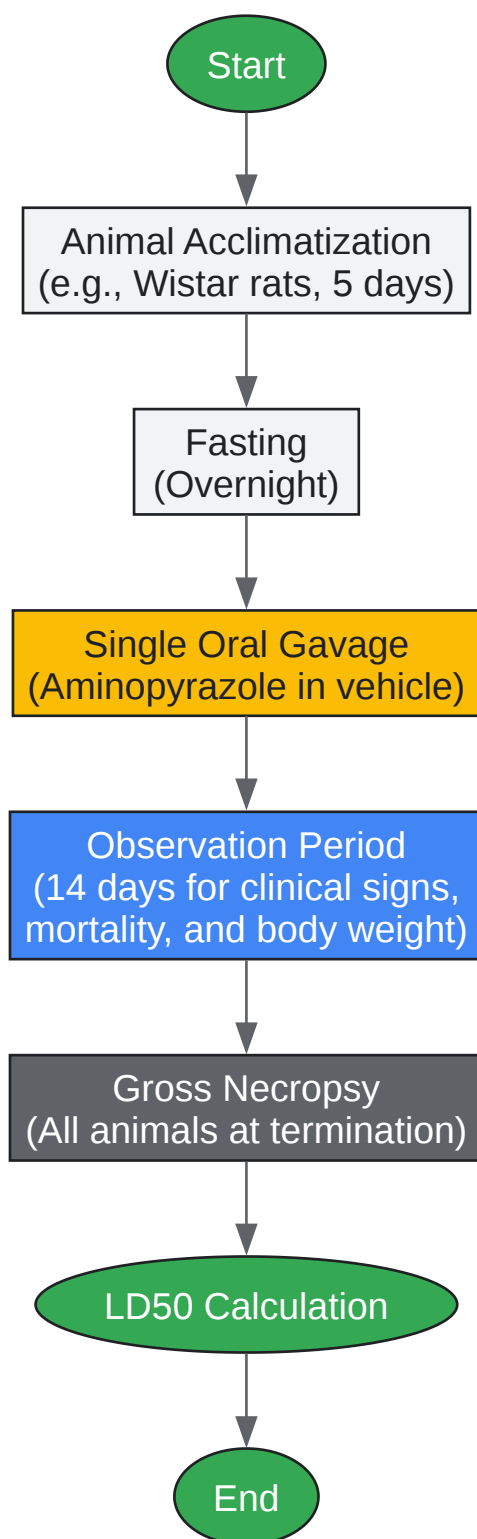 Start
Animal Acclimatization
(e.g., Wistar rats, 5 days)
Fasting
(Overnight)
Single Oral Gavage
(Aminopyrazole in vehicle)
Observation Period
(14 days for clinical signs,
mortality, and body weight)
Gross Necropsy
(All animals at termination)
LD50 Calculation
End